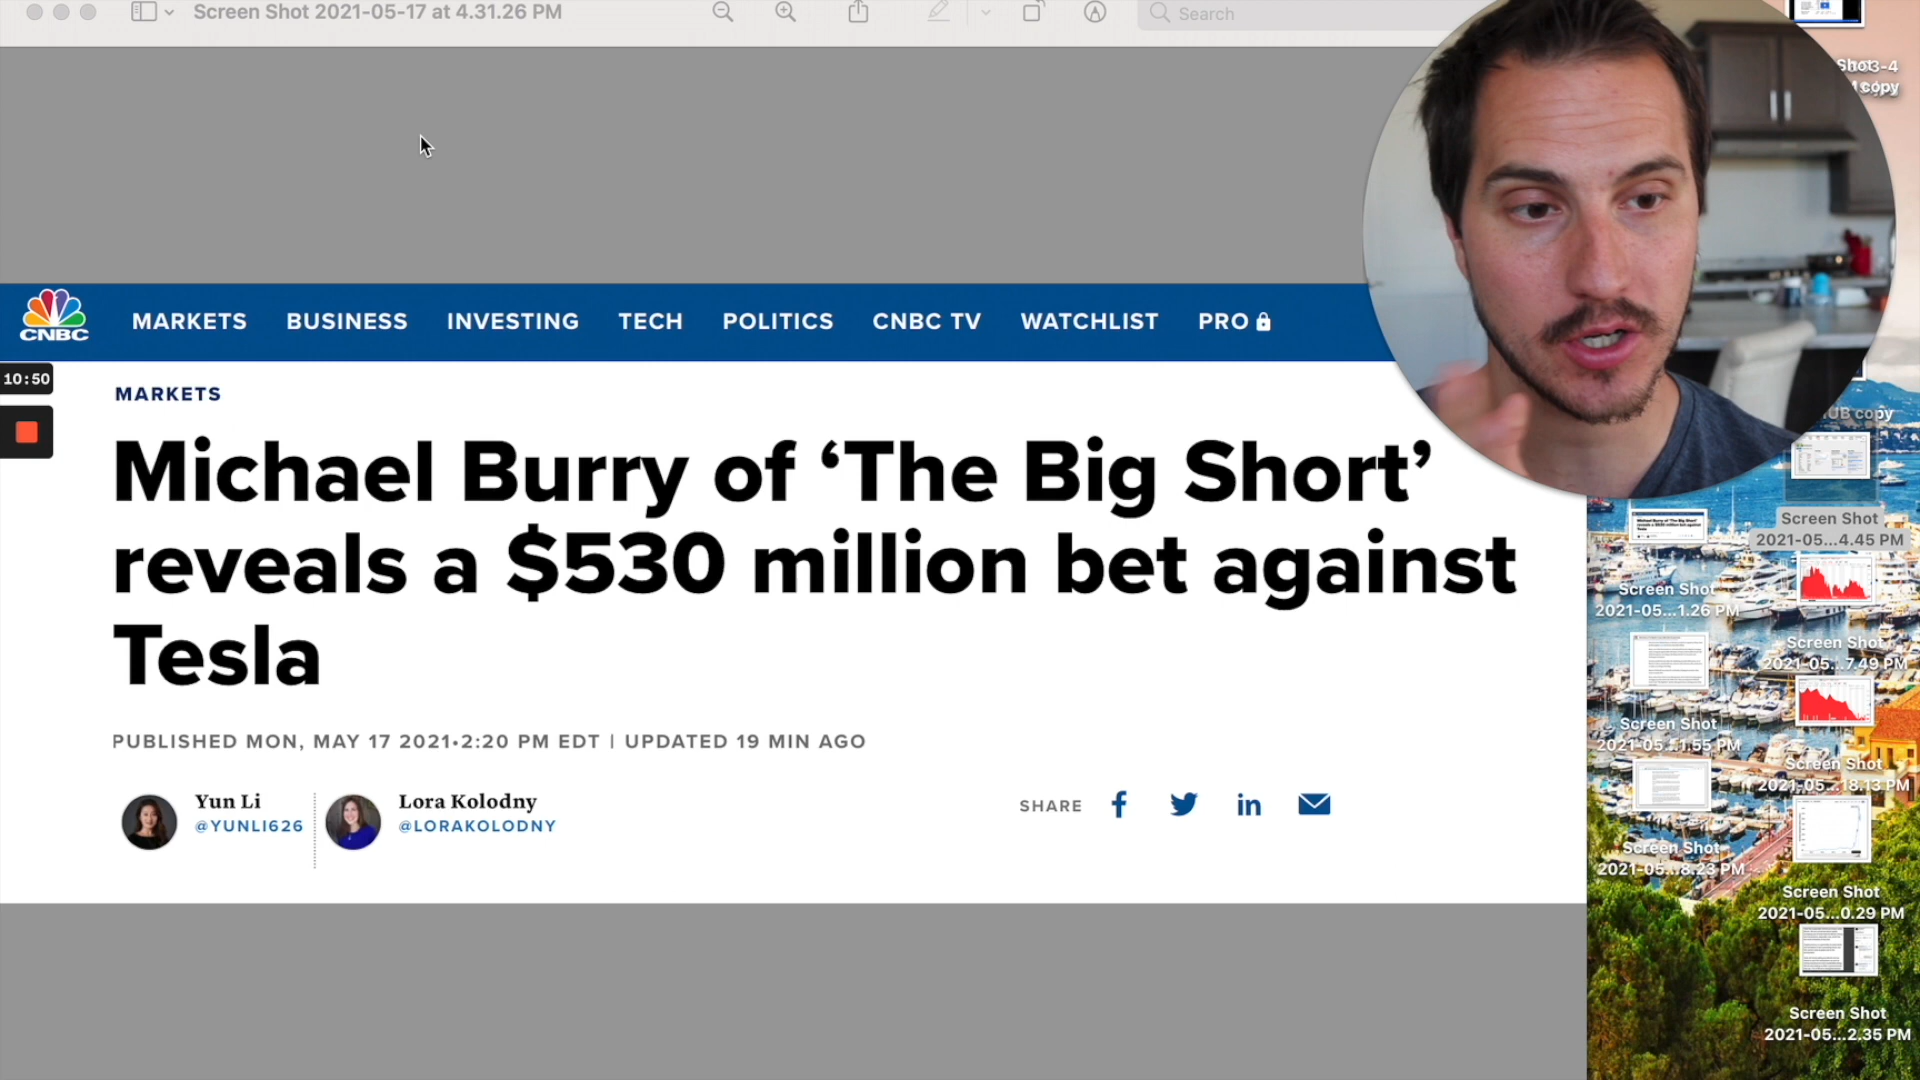 Screen Shot 2021-05-17 at 4.31.26 PM
Search
CNBC
MARKETS BUSINESS INVESTING TECH POLITICS CNBC TV WATCHLIST PRO
10:50
MARKETS
Michael Burry of ‘The Big Short’
reveals a $530 million bet against
Tesla
PUBLISHED MON, MAY 17 2021•2:20 PM EDT | UPDATED 19 MIN AGO
Yun Li
@YUNLI626
Lora Kolodny
@LORAKOLODNY
SHARE
copy
UB copy
Screen Shot
2021-05...4.45 PM
Screen Shot
2021-05...1.26 PM
Screen Shot
2021-05...7.49 PM
Screen Shot
2021-05...1.55 PM
Screen Shot
2021-05...18.13 PM
Screen Shot
2021-05...8.23 PM
Screen Shot
2021-05...0.29 PM
Screen Shot
2021-05...2.35 PM